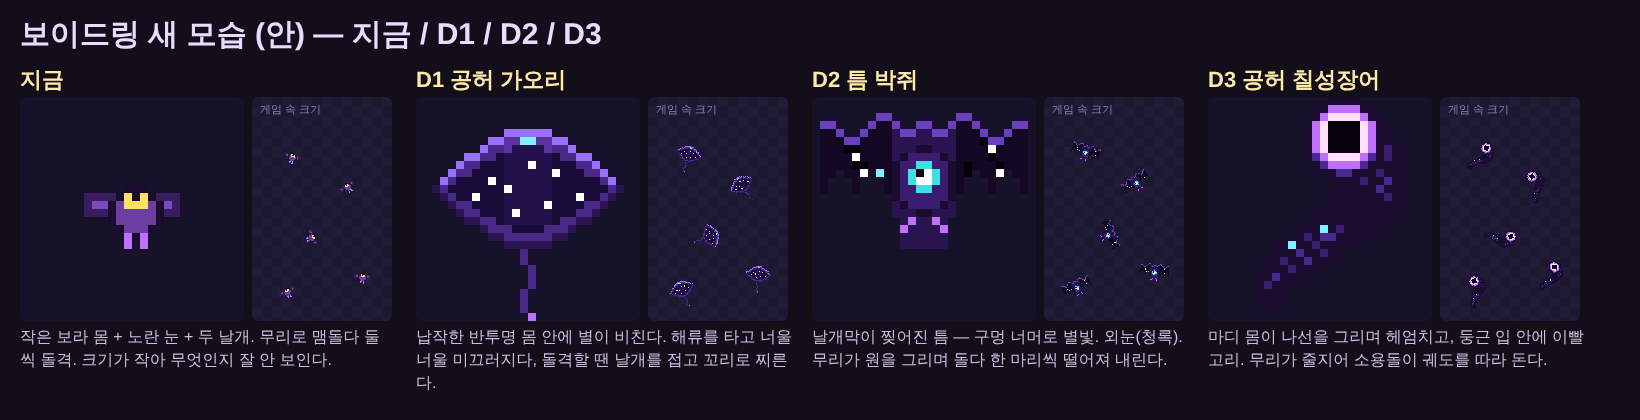 보이드링 새 모습 (안) — 지금 / D1 / D2 / D3
지금
게임 속 크기
작은 보라 몸 + 노란 눈 + 두 날개. 무리로 맴돌다 둘
씩 돌격. 크기가 작아 무엇인지 잘 안 보인다.
D1 공허 가오리
게임 속 크기
납작한 반투명 몸 안에 별이 비친다. 해류를 타고 너울
너울 미끄러지다, 돌격할 땐 날개를 접고 꼬리로 찌른
다.
D2 틈 박쥐
게임 속 크기
날개막이 찢어진 틈 — 구멍 너머로 별빛. 외눈(청록).
무리가 원을 그리며 돌다 한 마리씩 떨어져 내린다.
D3 공허 칠성장어
게임 속 크기
마디 몸이 나선을 그리며 헤엄치고, 둥근 입 안에 이빨
고리. 무리가 줄지어 소용돌이 궤도를 따라 돈다.